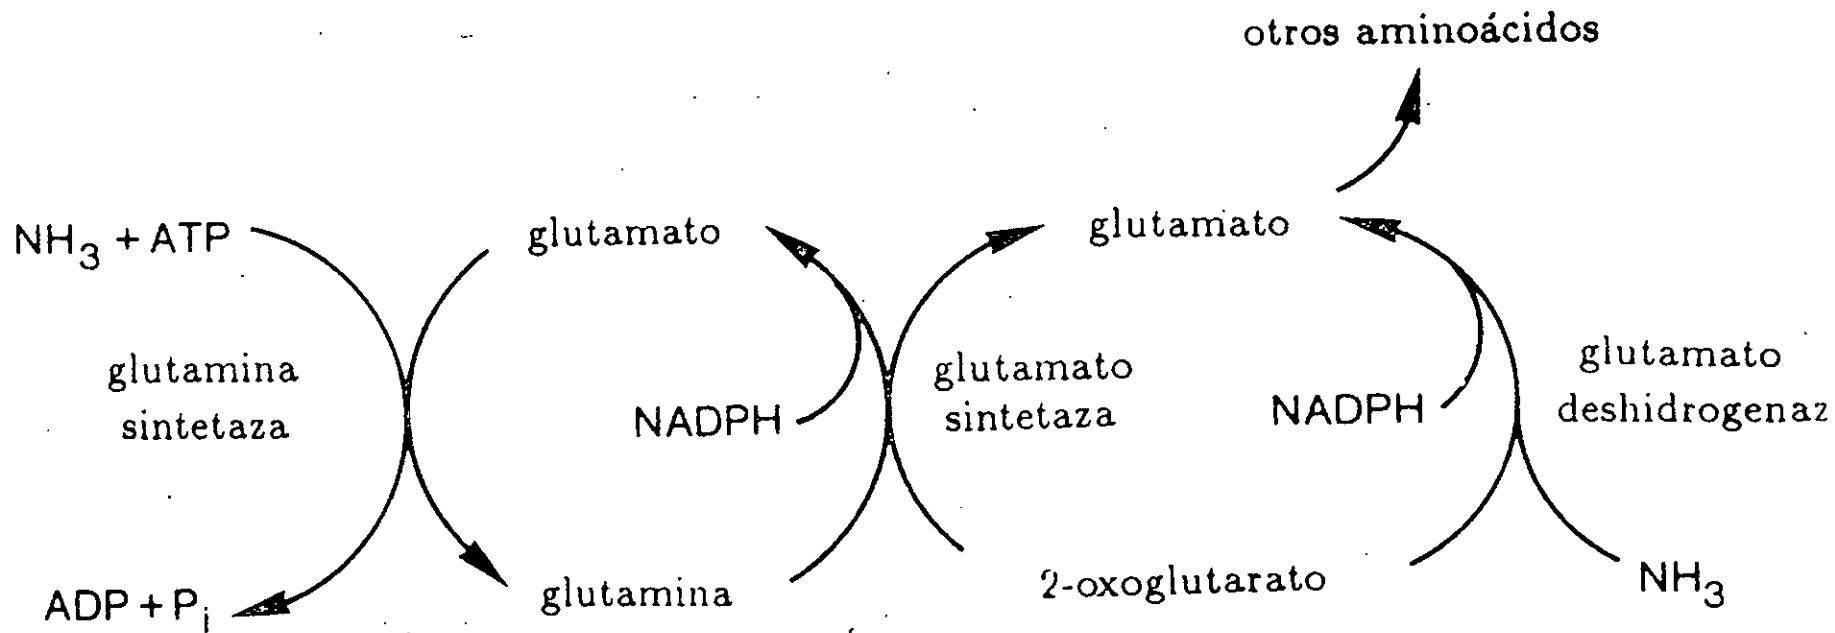 otros aminoácidos
NH₃ + ATP
glutamato
glutamato
glutamina
sintetaza
NADPH
glutamato
sintetaza
NADPH
glutamato
deshidrogenaz
ADP + Pᵢ
glutamina
2-oxoglutarato
NH₃